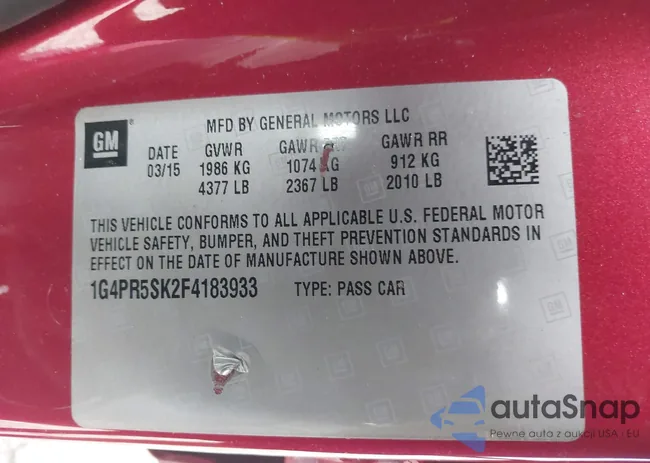 GM
MFD BY GENERAL MOTORS LLC
DATE GVWR GAWR GAWR RR
03/15 1986 KG 1074 KG 912 KG
4377 LB 2367 LB 2010 LB
THIS VEHICLE CONFORMS TO ALL APPLICABLE U.S. FEDERAL MOTOR
VEHICLE SAFETY, BUMPER, AND THEFT PREVENTION STANDARDS IN
EFFECT ON THE DATE OF MANUFACTURE SHOWN ABOVE.
1G4PR5SK2F4183933 TYPE: PASS CAR
autaSnap
Pewne auta z aukcji USA · EU